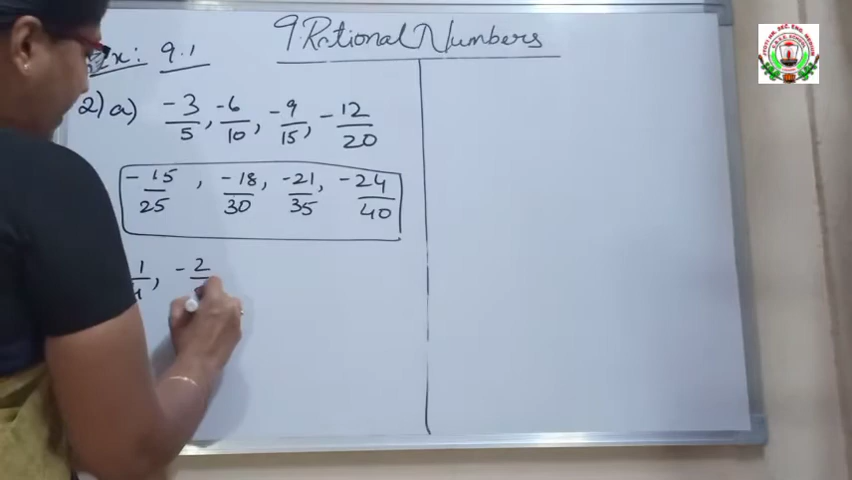 9. Rational Numbers
Ex: 9.1
2) a) -3/5, -6/10, -9/15, -12/20
-15/25, -18/30, -21/35, -24/40
1/4, -2/